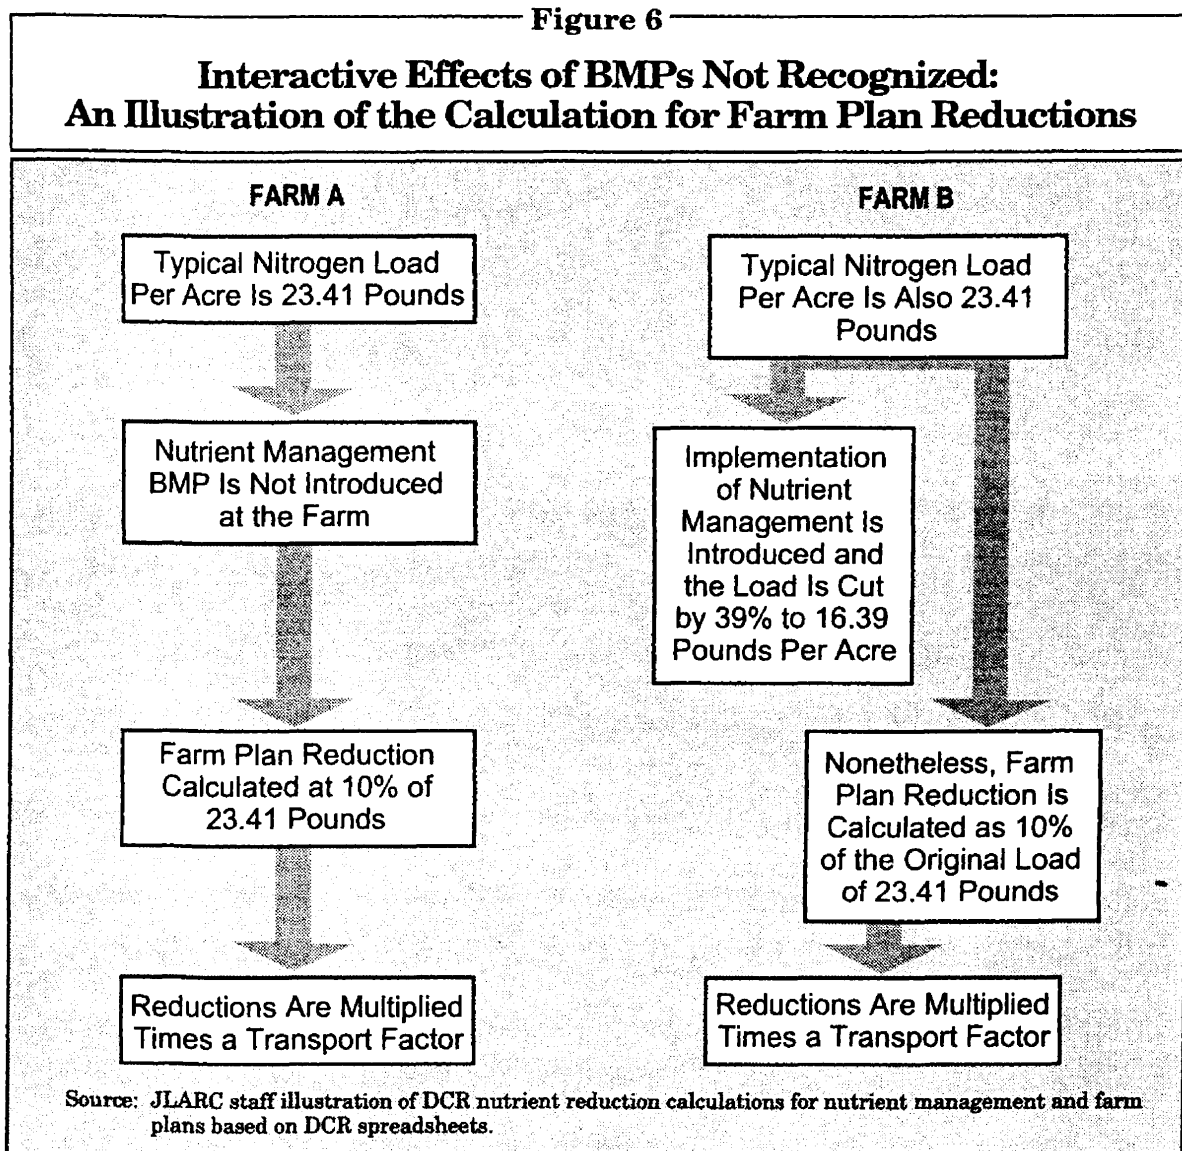 Figure 6
Interactive Effects of BMPs Not Recognized:
An Illustration of the Calculation for Farm Plan Reductions
FARM A
Typical Nitrogen Load
Per Acre Is 23.41 Pounds
Nutrient Management
BMP Is Not Introduced
at the Farm
Farm Plan Reduction
Calculated at 10% of
23.41 Pounds
Reductions Are Multiplied
Times a Transport Factor
FARM B
Typical Nitrogen Load
Per Acre Is Also 23.41
Pounds
Implementation
of Nutrient
Management Is
Introduced and
the Load Is Cut
by 39% to 16.39
Pounds Per Acre
Nonetheless, Farm
Plan Reduction Is
Calculated as 10%
of the Original Load
of 23.41 Pounds
Reductions Are Multiplied
Times a Transport Factor
Source: JLARC staff illustration of DCR nutrient reduction calculations for nutrient management and farm
plans based on DCR spreadsheets.